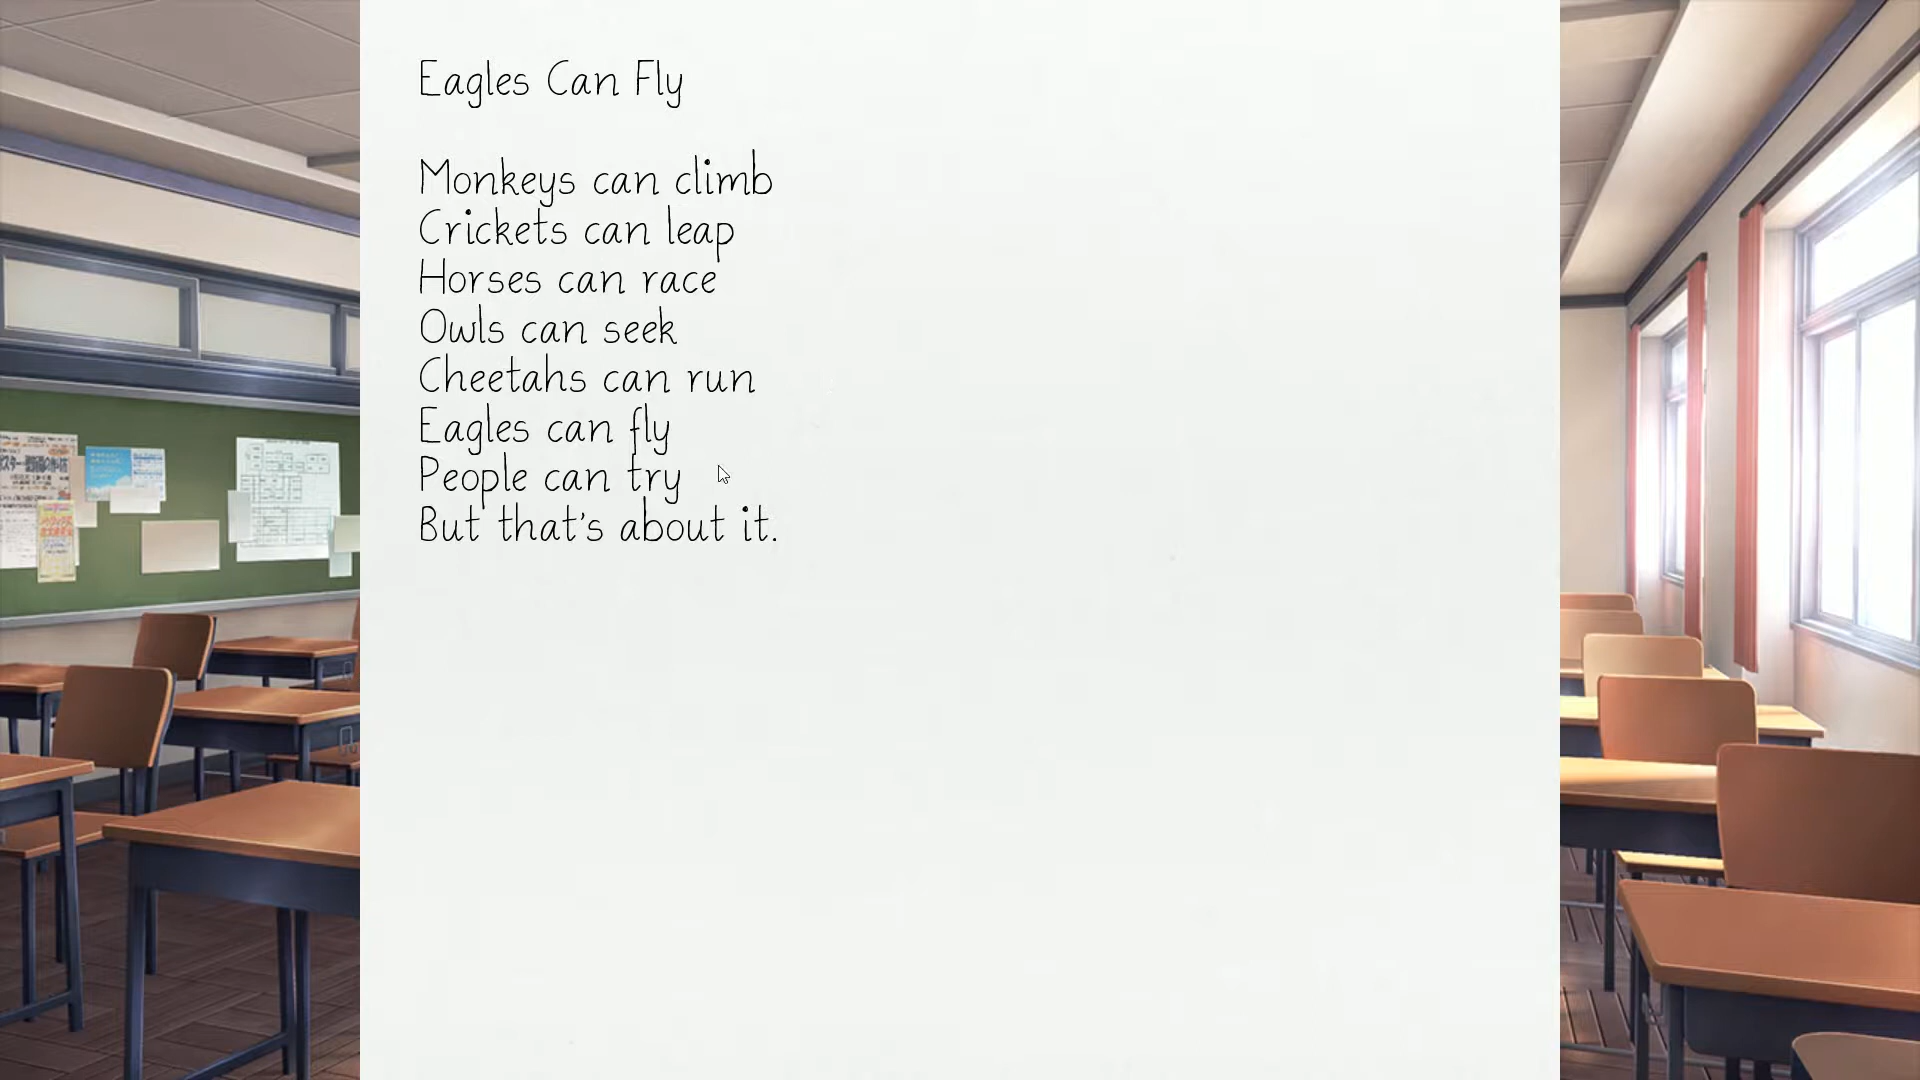 Eagles Can Fly
Monkeys can climb
Crickets can leap
Horses can race
Owls can seek
Cheetahs can run
Eagles can fly
People can try
But that's about it.